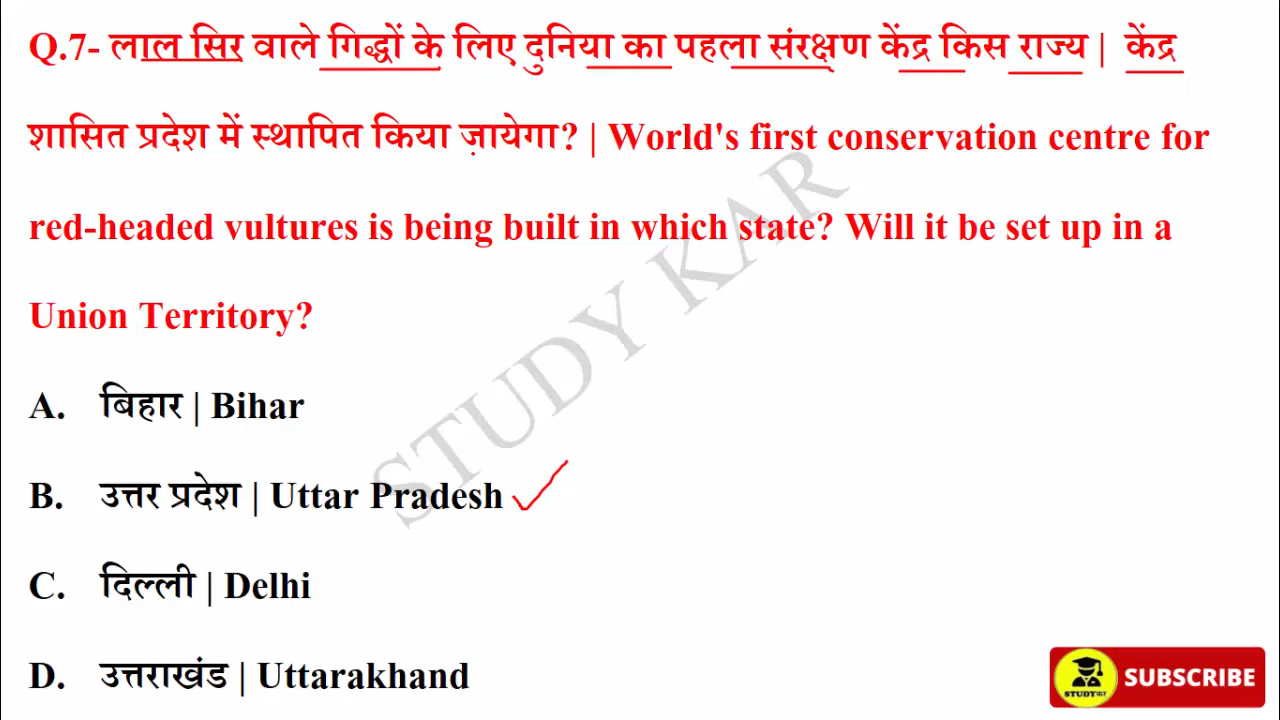 Q.7- लाल सिर वाले गिद्धों के लिए दुनिया का पहला संरक्षण केंद्र किस राज्य | केंद्र
शासित प्रदेश में स्थापित किया ज़ायेगा? | World's first conservation centre for
red-headed vultures is being built in which state? Will it be set up in a
Union Territory?
A. बिहार | Bihar
B. उत्तर प्रदेश | Uttar Pradesh
C. दिल्ली | Delhi
D. उत्तराखंड | Uttarakhand
STUDY KAR
STUDYकर
SUBSCRIBE